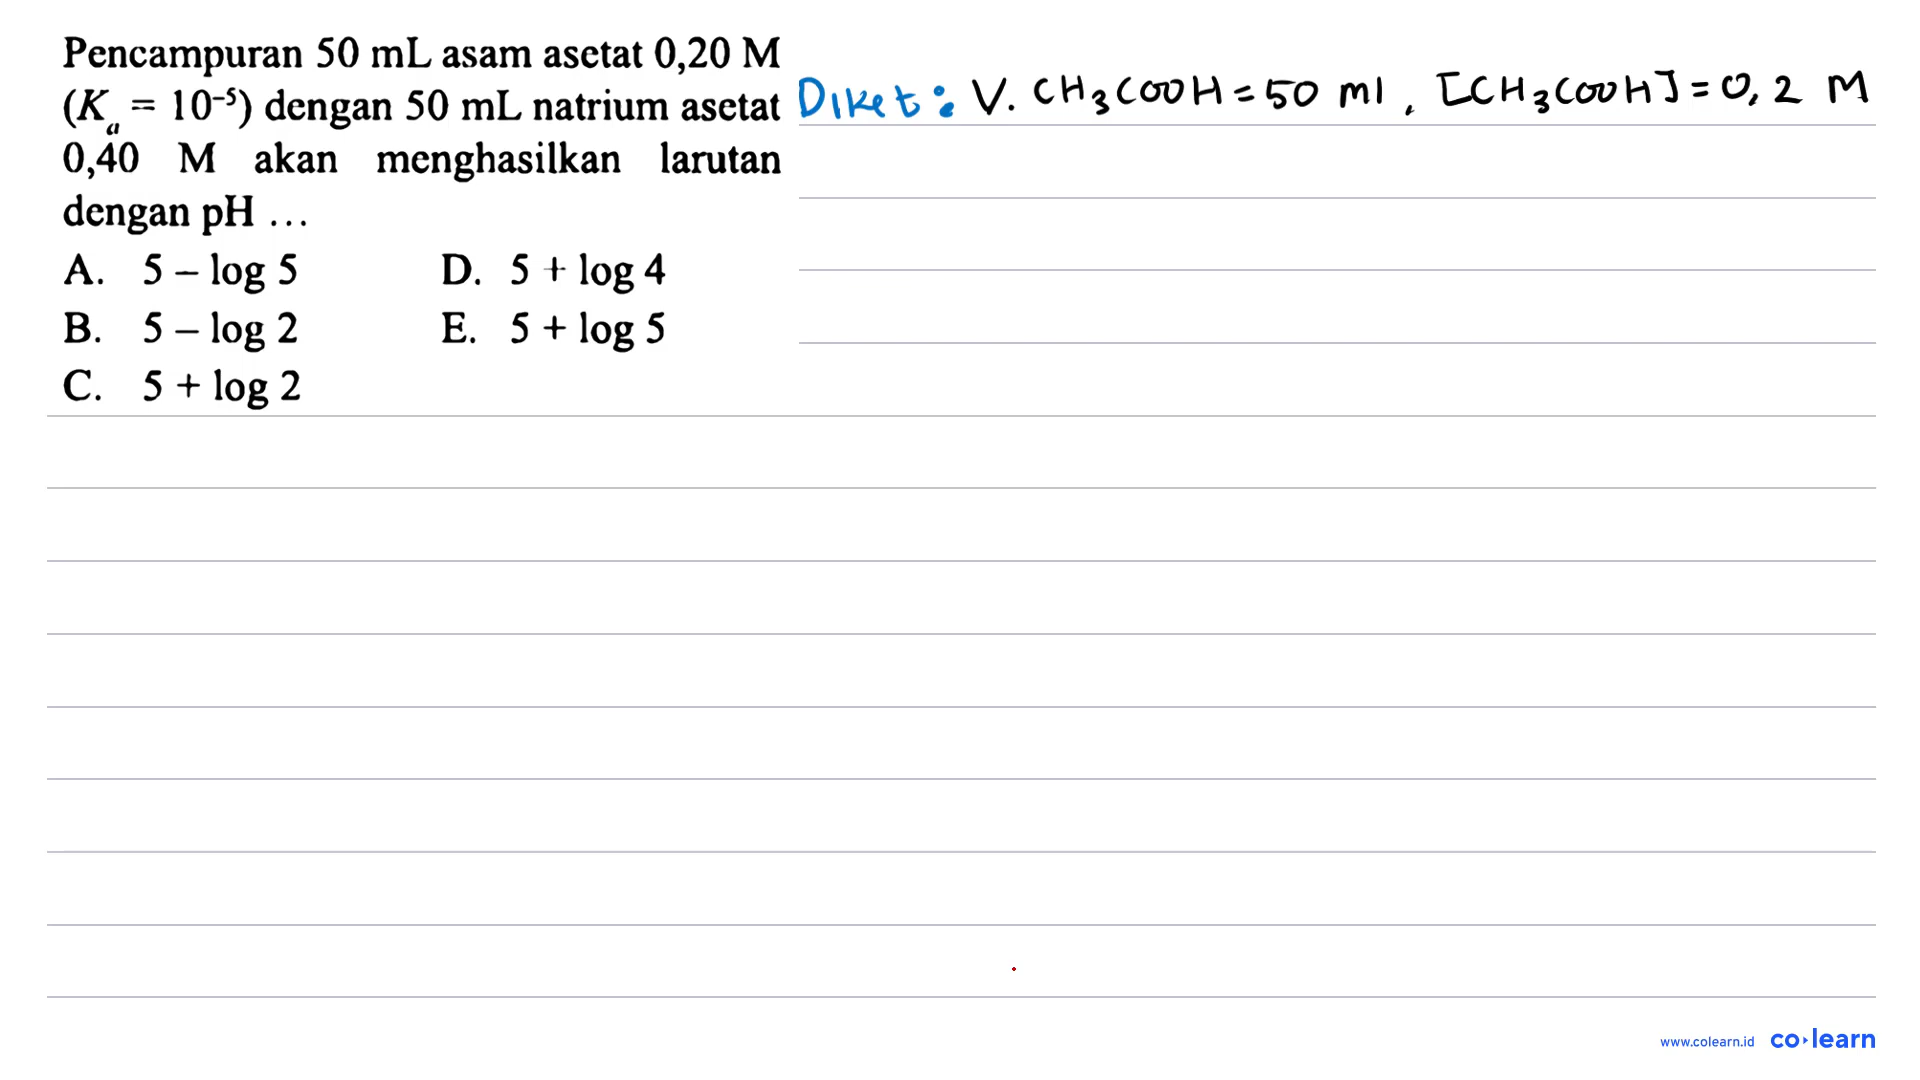 Pencampuran 50 mL asam asetat 0,20 M
(Kₐ = 10⁻⁵) dengan 50 mL natrium asetat
0,40 M akan menghasilkan larutan
dengan pH ...
A. 5 – log 5
B. 5 – log 2
C. 5 + log 2
D. 5 + log 4
E. 5 + log 5
Diket : V. CH₃COOH = 50 ml, [CH₃COOH] = 0,2 M
www.colearn.id co learn